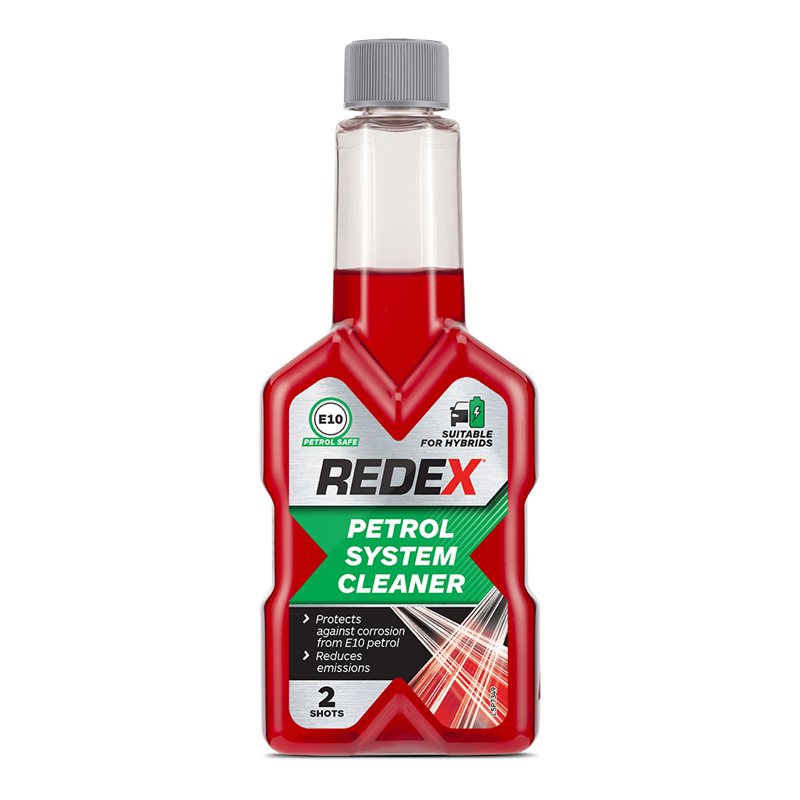 E10
PETROL SAFE
SUITABLE
FOR HYBRIDS
REDEX®
PETROL
SYSTEM
CLEANER
Protects
against corrosion
from E10 petrol
Reduces
emissions
2
SHOTS
LSP7349